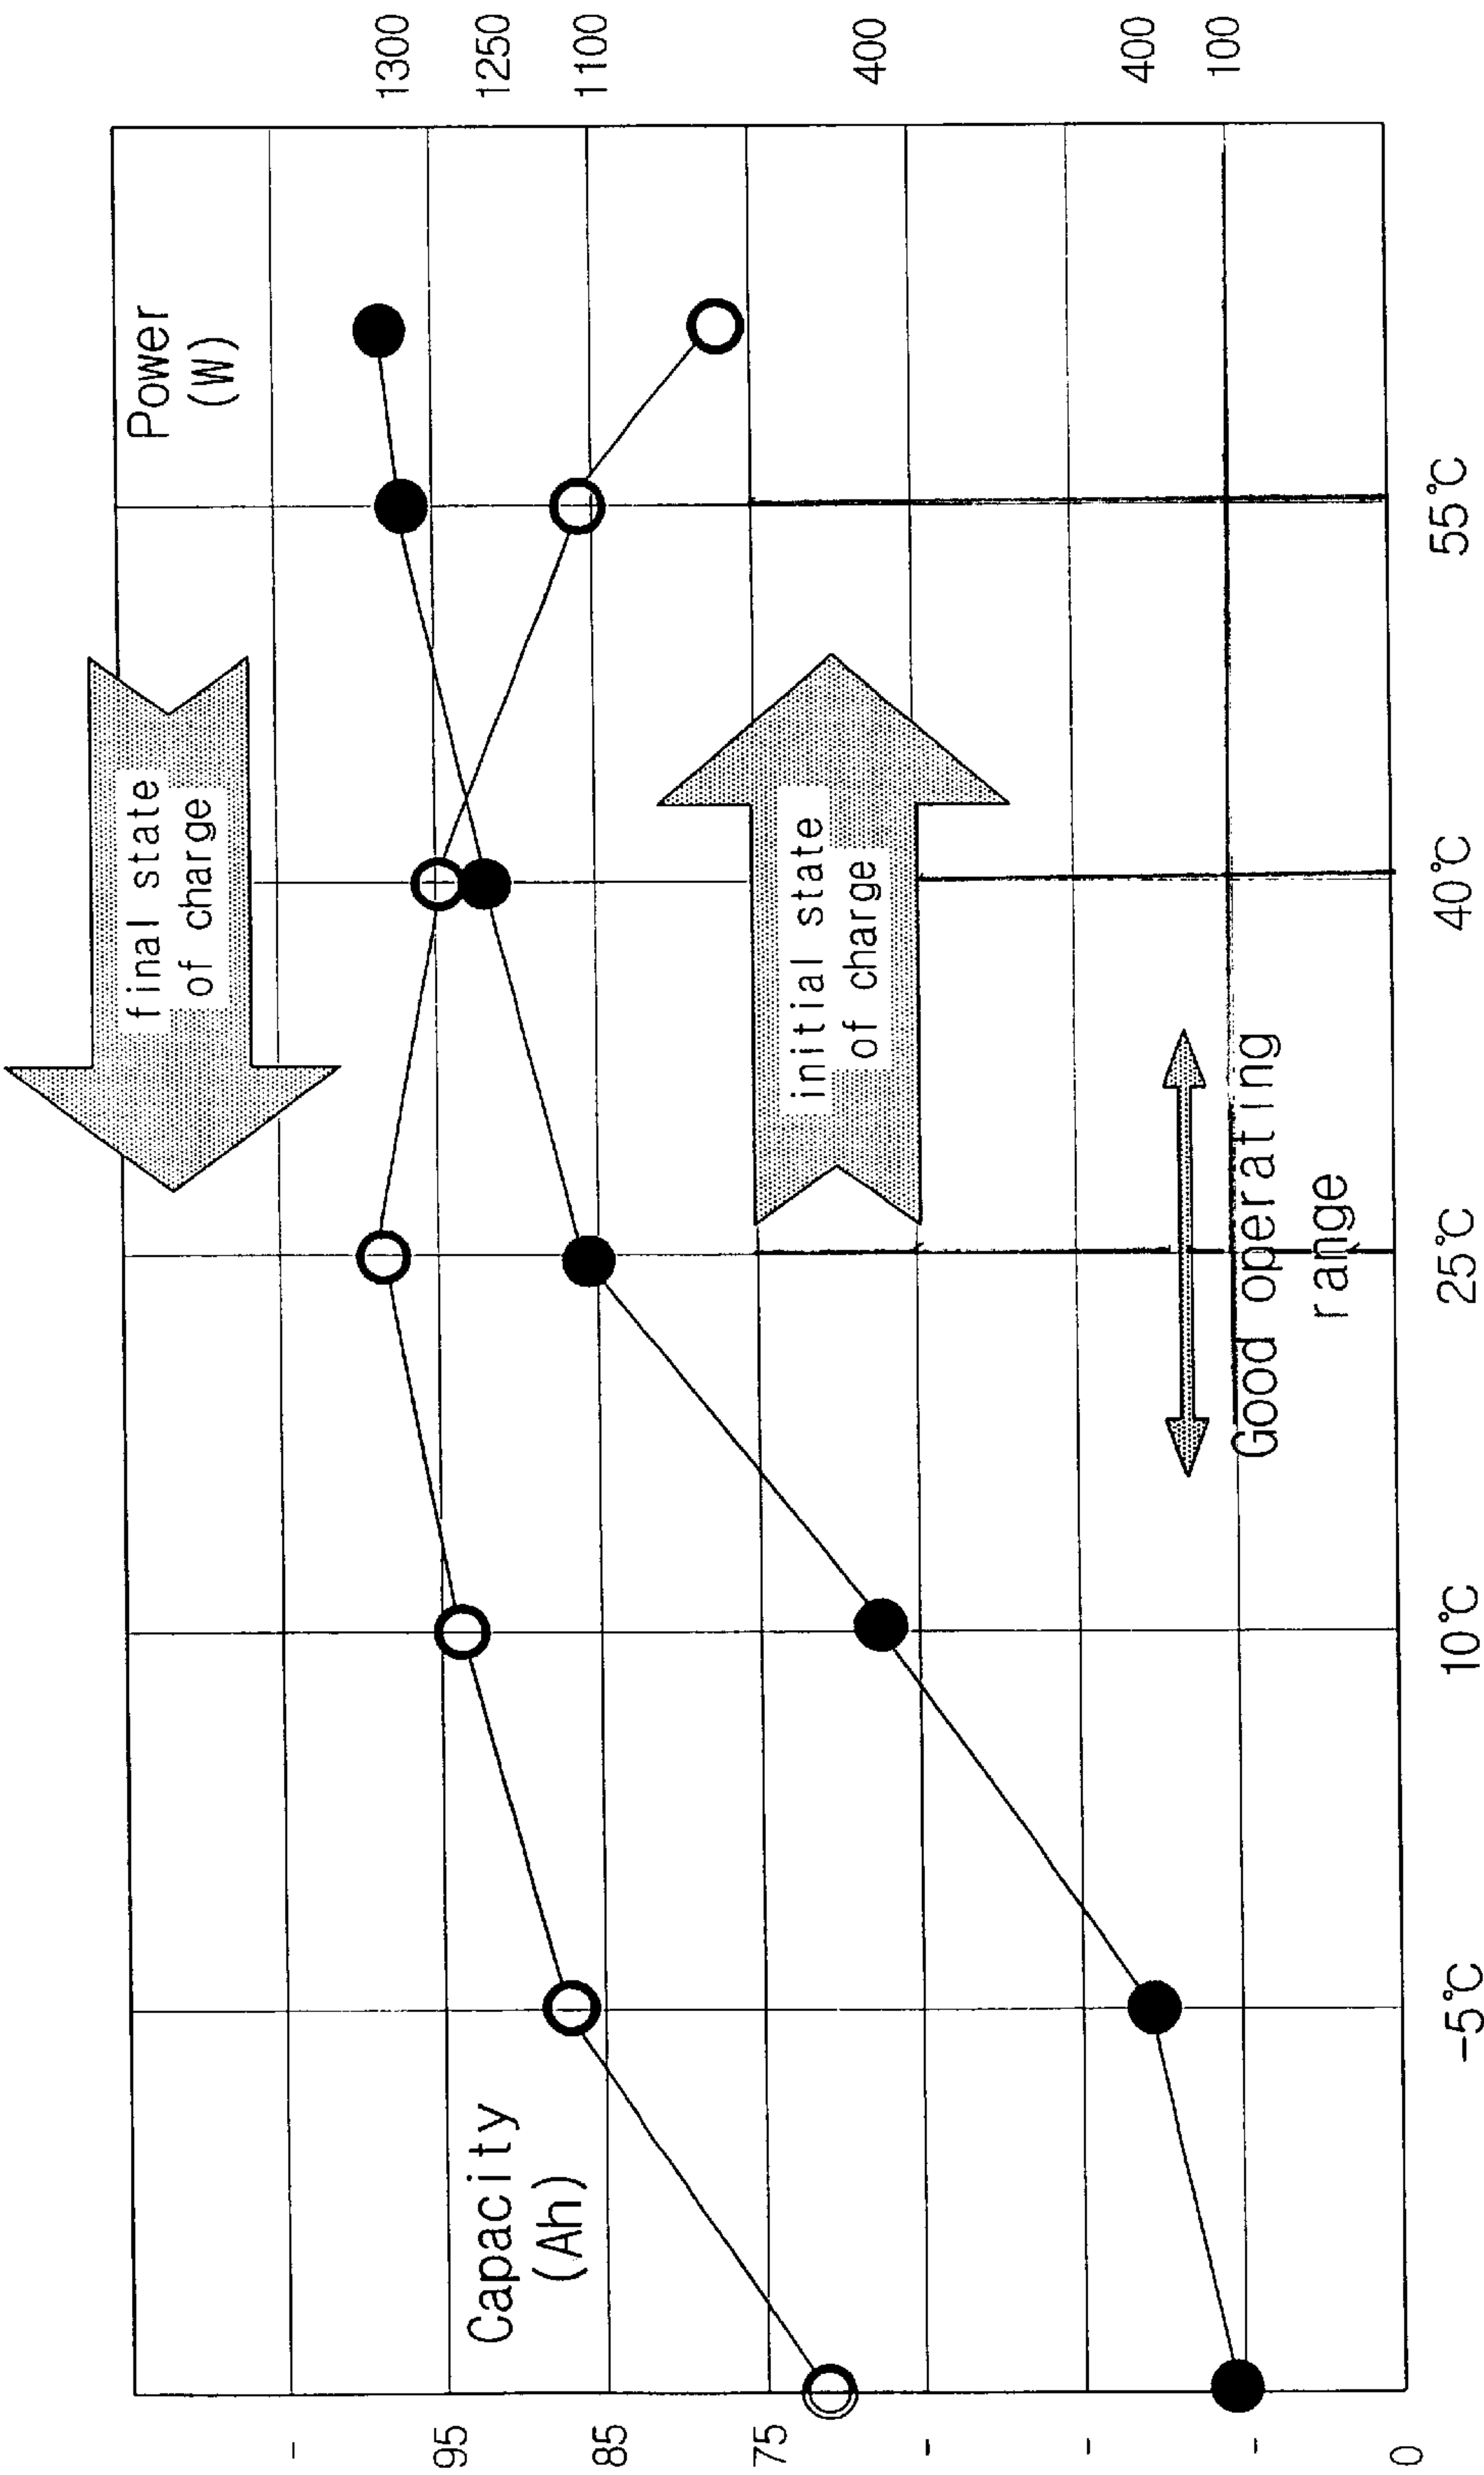 final state
of charge
Power
(W)
Capacity
(Ah)
initial state
of charge
Good operating
range
-
95
85
75
-
-
-
0
1300
1250
1100
400
400
100
-5℃
10℃
25℃
40℃
55℃